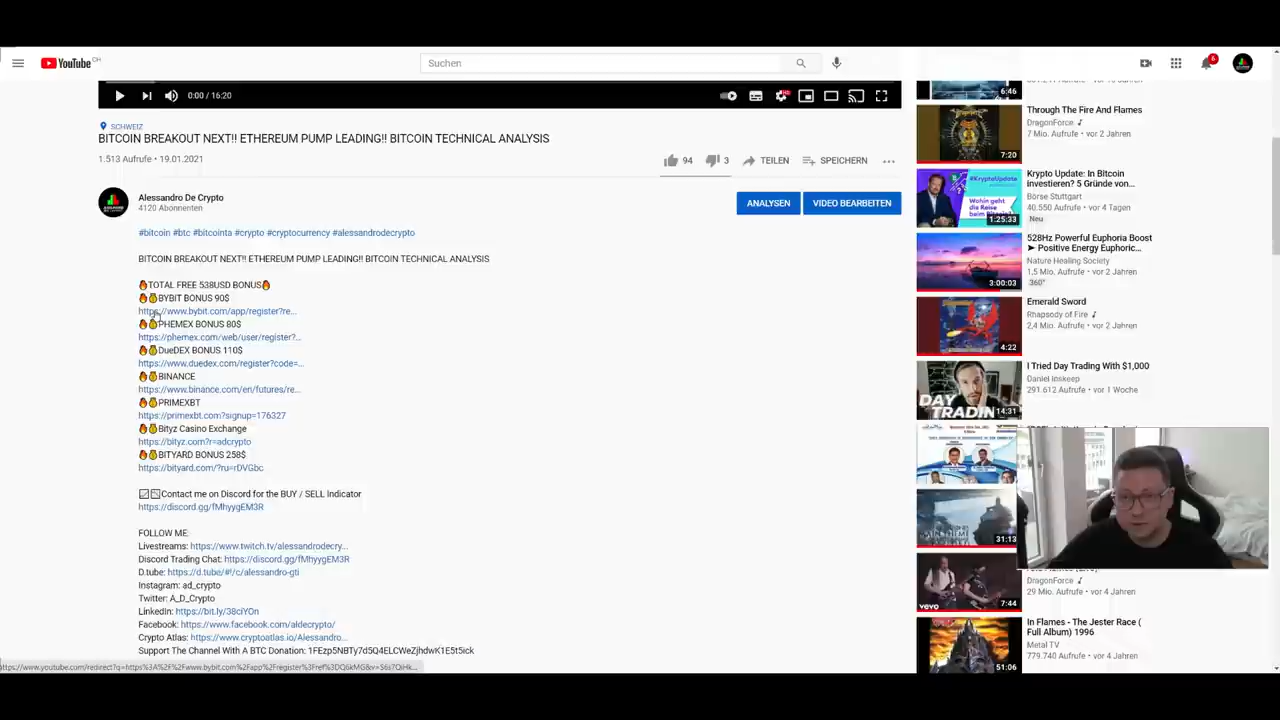 YouTube CH
Suchen
6
0:00 / 16:20
SCHWEIZ
BITCOIN BREAKOUT NEXT!! ETHEREUM PUMP LEADING!! BITCOIN TECHNICAL ANALYSIS
1.513 Aufrufe • 19.01.2021
94
3
TEILEN
SPEICHERN
Alessandro De Crypto
4120 Abonnenten
ANALYSEN
VIDEO BEARBEITEN
#bitcoin #btc #bitcointa #crypto #cryptocurrency #alessandrodecrypto
BITCOIN BREAKOUT NEXT!! ETHEREUM PUMP LEADING!! BITCOIN TECHNICAL ANALYSIS
🔥TOTAL FREE 538USD BONUS🔥
🔥💰BYBIT BONUS 90$
https://www.bybit.com/app/register?re...
🔥💰PHEMEX BONUS 80$
https://phemex.com/web/user/register?...
🔥💰DueDEX BONUS 110$
https://www.duedex.com/register?code=...
🔥💰BINANCE
https://www.binance.com/en/futures/re...
🔥💰PRIMEXBT
https://primexbt.com?signup=176327
🔥💰Bityz Casino Exchange
https://bityz.com?r=adcrypto
🔥💰BITYARD BONUS 258$
https://bityard.com/?ru=rDVGbc
📈📉Contact me on Discord for the BUY / SELL Indicator
https://discord.gg/fMhyygEM3R
FOLLOW ME:
Livestreams: https://www.twitch.tv/alessandrodecry...
Discord Trading Chat: https://discord.gg/fMhyygEM3R
D.tube: https://d.tube/#!/c/alessandro-gti
Instagram: ad_crypto
Twitter: A_D_Crypto
LinkedIn: https://bit.ly/38ciYOn
Facebook: https://www.facebook.com/aldecrypto/
Crypto Atlas: https://www.cryptoatlas.io/Alessandro...
Support The Channel With A BTC Donation: 1FEzp5NBTy7d5Q4ELCWeZjhdwK1E5t5ick
6:46
Through The Fire And Flames
DragonForce
7 Mio. Aufrufe • vor 2 Jahren
7:20
Krypto Update: In Bitcoin
investieren? 5 Gründe von...
Börse Stuttgart
40.550 Aufrufe • vor 4 Tagen
Neu
#KryptoUpdate
Wohin geht
die Reise
beim
1:25:33
528Hz Powerful Euphoria Boost
➤ Positive Energy Euphoric...
Nature Healing Society
1,5 Mio. Aufrufe • vor 2 Jahren
360°
3:00:03
Emerald Sword
Rhapsody of Fire
2,4 Mio. Aufrufe • vor 2 Jahren
4:22
I Tried Day Trading With $1,000
Daniel Inskeep
291.612 Aufrufe • vor 1 Woche
DAY
TRADIN
14:31
31:13
DragonForce
29 Mio. Aufrufe • vor 4 Jahren
vevo
7:44
In Flames - The Jester Race (
Full Album) 1996
Metal TV
779.740 Aufrufe • vor 4 Jahren
51:06